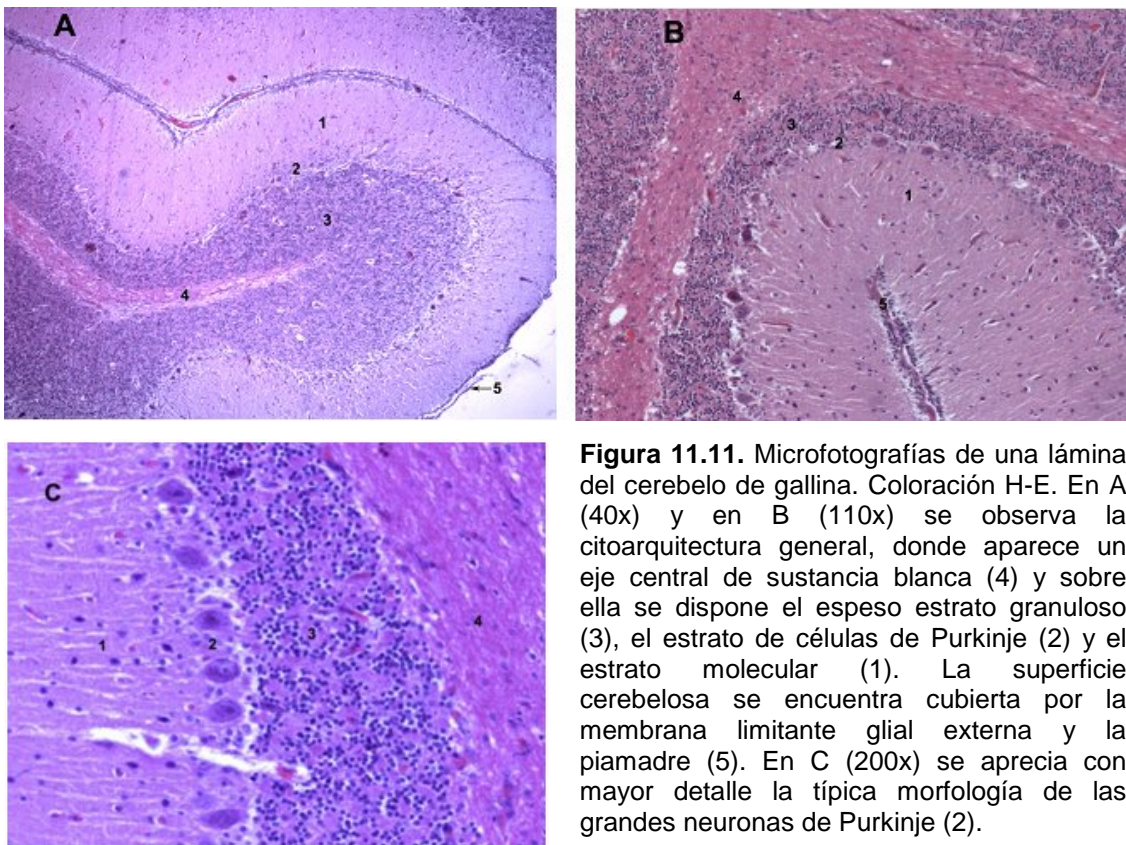 A
1
2
3
4
5
B
4
3
2
1
5
C
1
2
3
4
Figura 11.11. Microfotografías de una lámina
del cerebelo de gallina. Coloración H-E. En A
(40x) y en B (110x) se observa la
citoarquitectura general, donde aparece un
eje central de sustancia blanca (4) y sobre
ella se dispone el espeso estrato granuloso
(3), el estrato de células de Purkinje (2) y el
estrato molecular (1). La superficie
cerebelosa se encuentra cubierta por la
membrana limitante glial externa y la
piamadre (5). En C (200x) se aprecia con
mayor detalle la típica morfología de las
grandes neuronas de Purkinje (2).